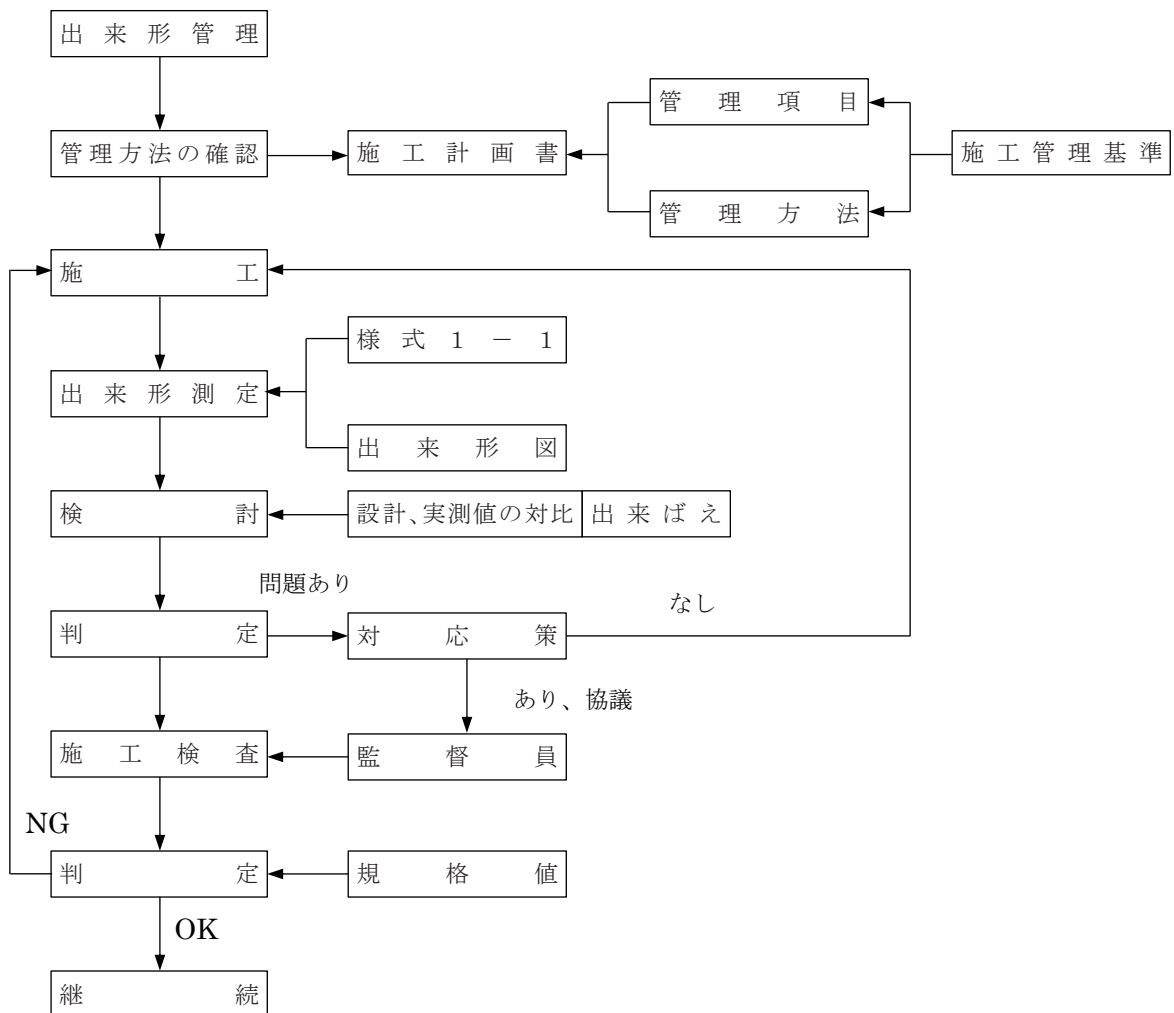 出来形管理
管理項目
管理方法の確認
施工計画書
施工管理基準
管理方法
施工
様式１－１
出来形測定
出来形図
検討
設計、実測値の対比
出来ばえ
問題あり
なし
判定
対応策
あり、協議
施工検査
監督員
NG
判定
規格値
OK
継続